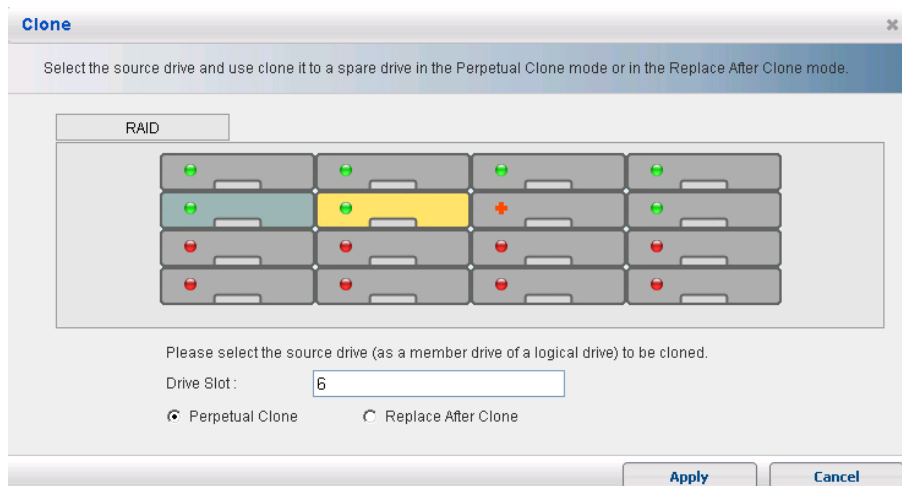 Clone
Select the source drive and use clone it to a spare drive in the Perpetual Clone mode or in the Replace After Clone mode.
RAID
Please select the source drive (as a member drive of a logical drive) to be cloned.
Drive Slot : 6
Perpetual Clone Replace After Clone
Apply Cancel